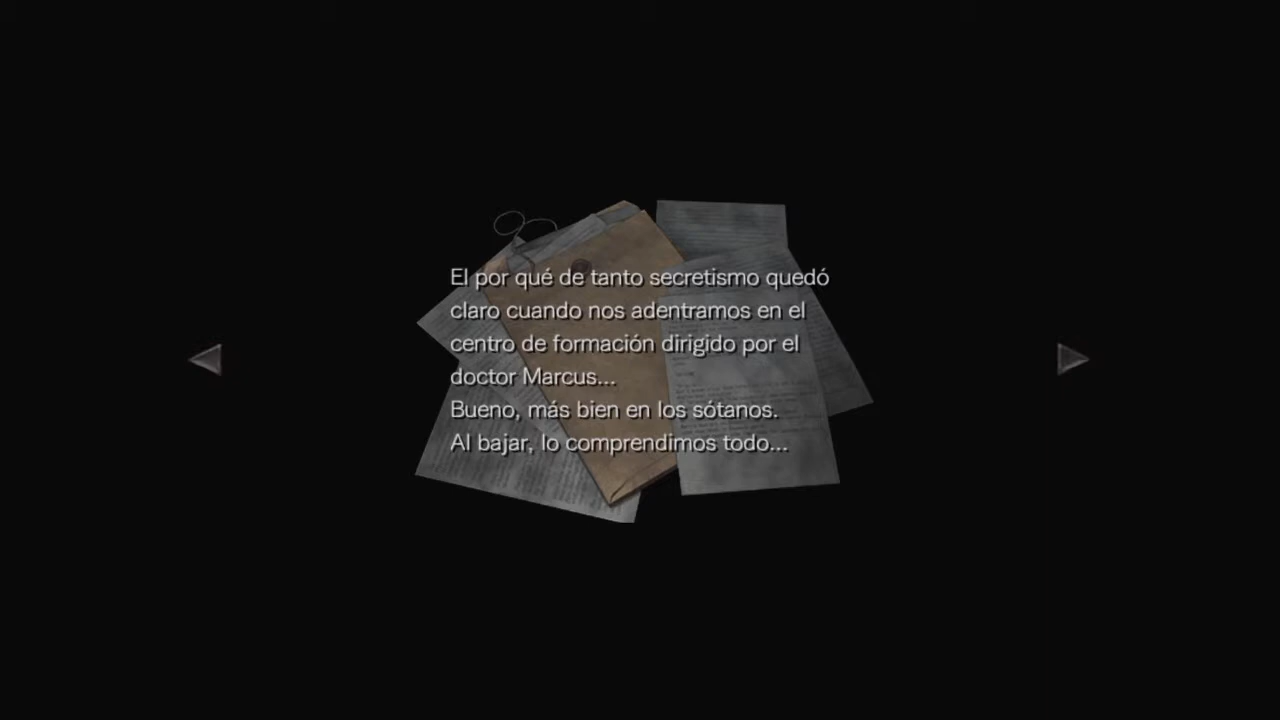 El por qué de tanto secretismo quedó
claro cuando nos adentramos en el
centro de formación dirigido por el
doctor Marcus...
Bueno, más bien en los sótanos.
Al bajar, lo comprendimos todo...